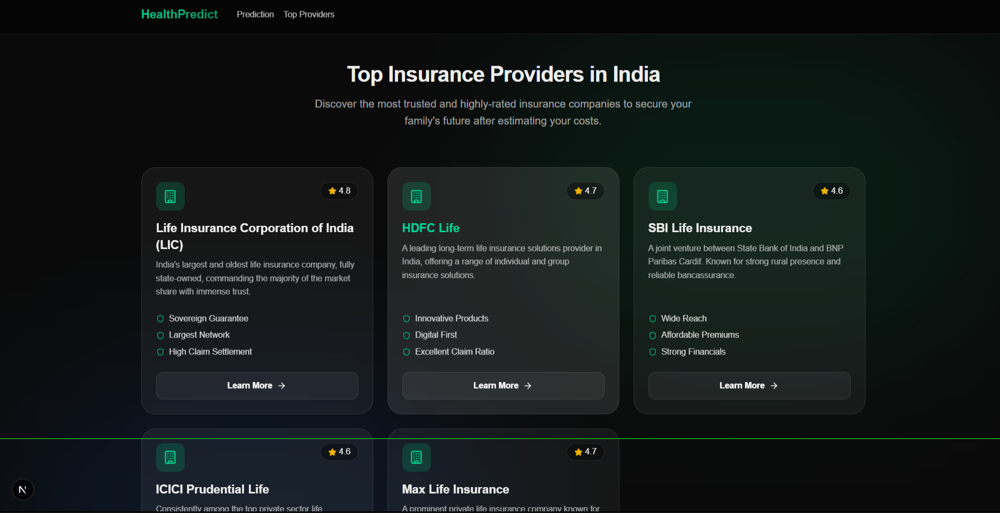 HealthPredict Prediction Top Providers
Top Insurance Providers in India
Discover the most trusted and highly-rated insurance companies to secure your
family's future after estimating your costs.
4.8
Life Insurance Corporation of India
(LIC)
India's largest and oldest life insurance company, fully
state-owned, commanding the majority of the market
share with immense trust.
Sovereign Guarantee
Largest Network
High Claim Settlement
Learn More →
4.7
HDFC Life
A leading long-term life insurance solutions provider in
India, offering a range of individual and group
insurance solutions.
Innovative Products
Digital First
Excellent Claim Ratio
Learn More →
4.6
SBI Life Insurance
A joint venture between State Bank of India and BNP
Paribas Cardif. Known for strong rural presence and
reliable bancassurance.
Wide Reach
Affordable Premiums
Strong Financials
Learn More →
4.6
ICICI Prudential Life
Consistently among the top private sector life
4.7
Max Life Insurance
A prominent private life insurance company known for
N